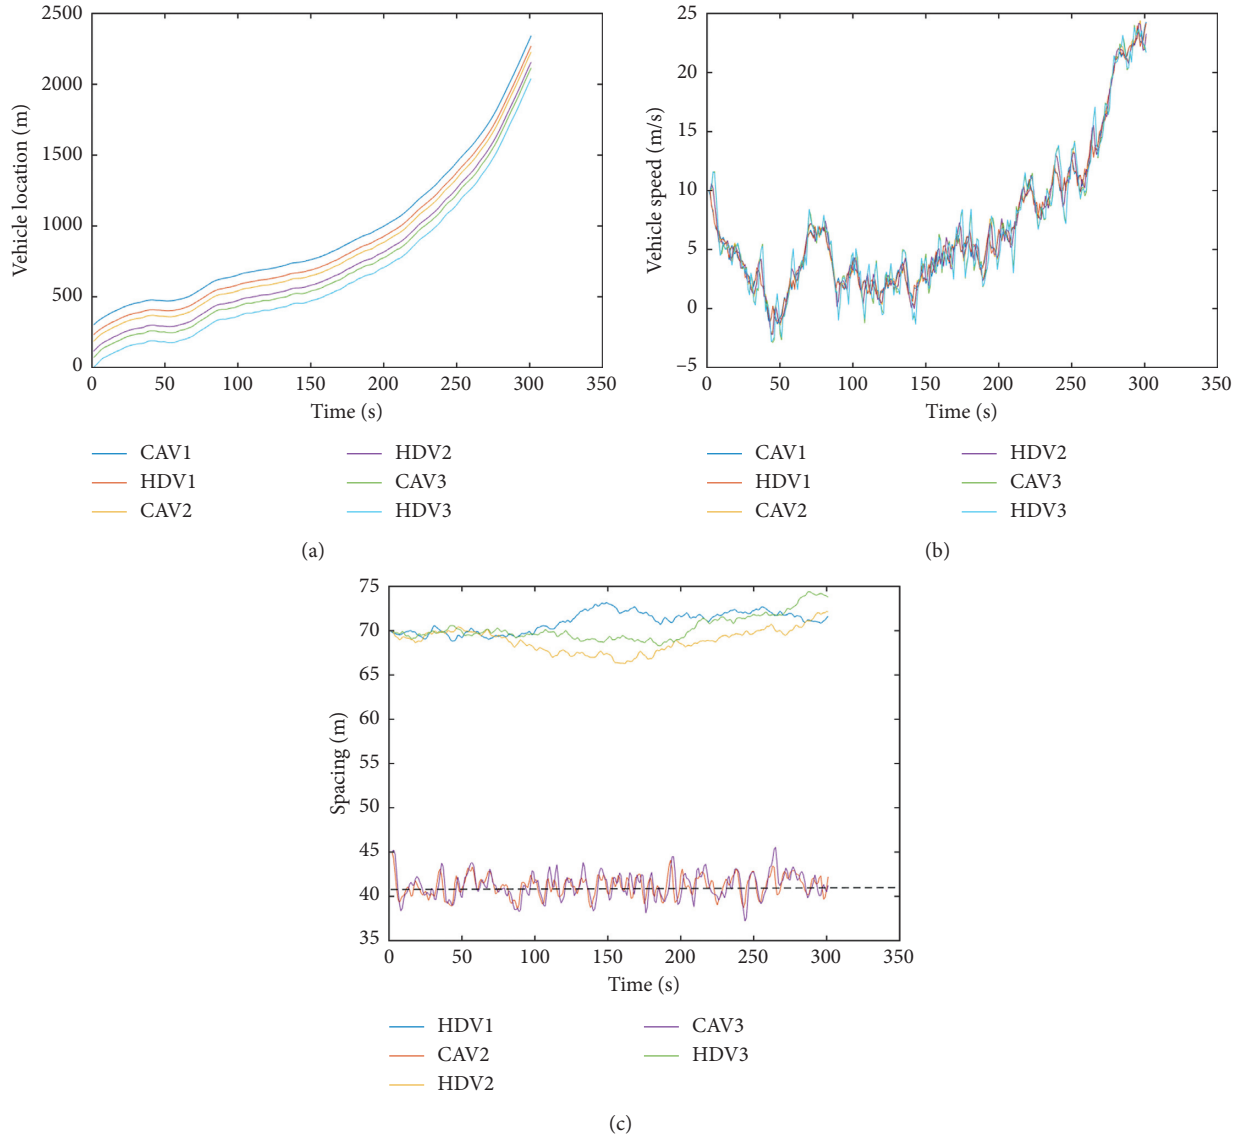 2500
2000
1500
1000
500
0
Vehicle location (m)
0 50 100 150 200 250 300 350
Time (s)
CAV1 HDV2
HDV1 CAV3
CAV2 HDV3
(a)
25
20
15
10
5
0
–5
Vehicle speed (m/s)
0 50 100 150 200 250 300 350
Time (s)
CAV1 HDV2
HDV1 CAV3
CAV2 HDV3
(b)
75
70
65
60
55
50
45
40
35
Spacing (m)
0 50 100 150 200 250 300 350
Time (s)
HDV1 CAV3
CAV2 HDV3
HDV2
(c)